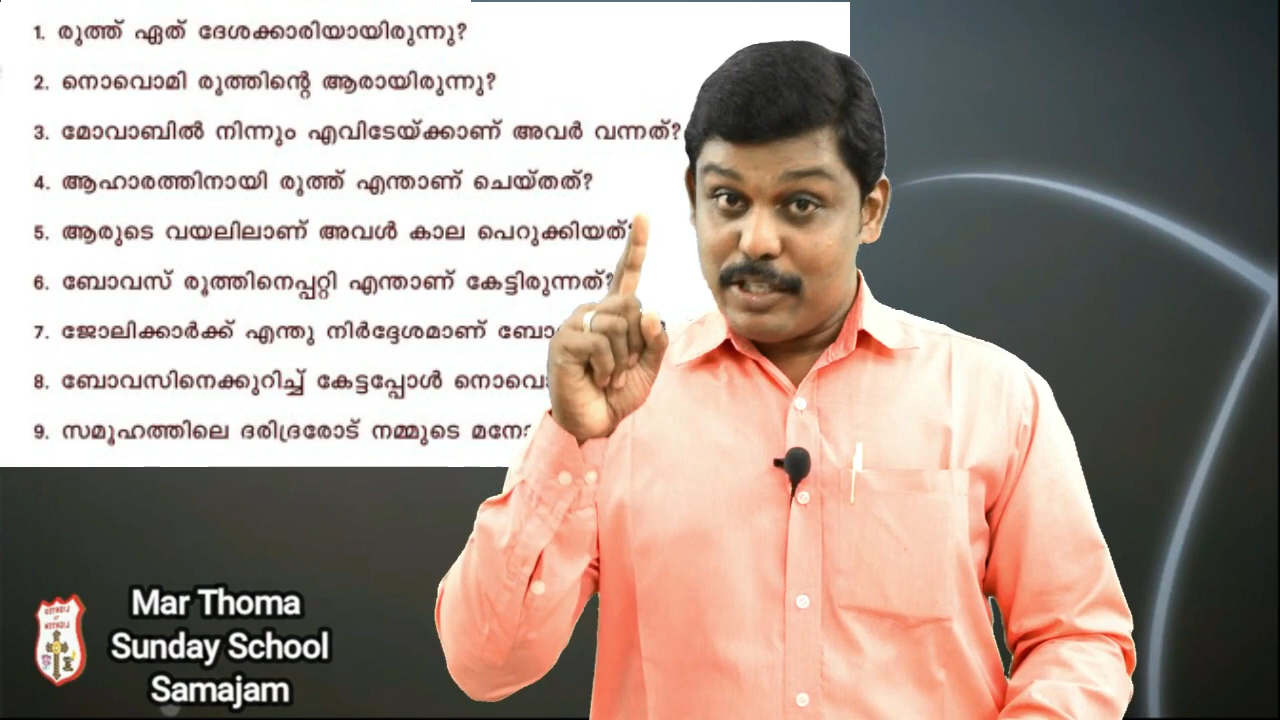 1. രൂത്ത് ഏത് ദേശക്കാരിയായിരുന്നു?
2. നൊവൊമി രൂത്തിന്റെ ആരായിരുന്നു?
3. മോവാബിൽ നിന്നും എവിടേയ്ക്കാണ് അവർ വന്നത്?
4. ആഹാരത്തിനായി രൂത്ത് എന്താണ് ചെയ്തത്?
5. ആരുടെ വയലിലാണ് അവൾ കാല പെറുക്കിയത്?
6. ബോവസ് രൂത്തിനെപ്പറ്റി എന്താണ് കേട്ടിരുന്നത്?
7. ജോലിക്കാർക്ക് എന്തു നിർദ്ദേശമാണ്
8. ബോവസിനെക്കുറിച്ച് കേട്ടപ്പോൾ
9. സമൂഹത്തിലെ ദരിദ്രരോട് നമ്മുടെ
Mar Thoma
Sunday School
Samajam